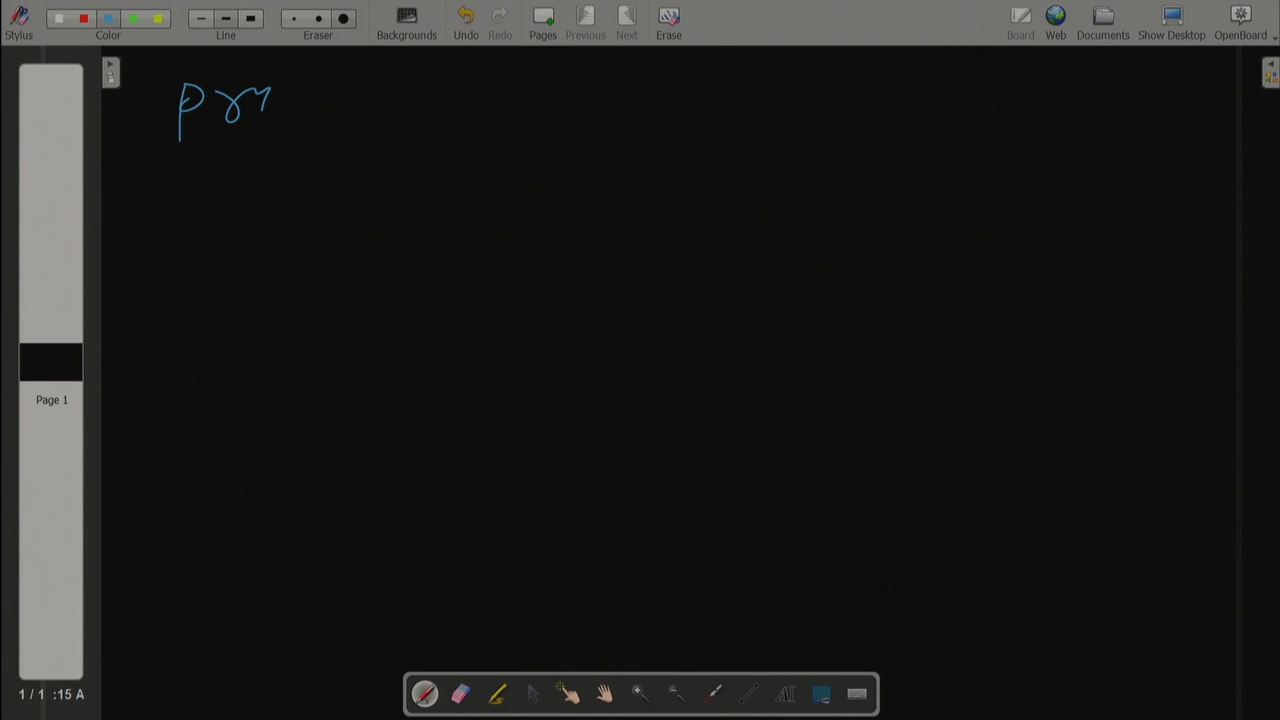 Stylus Color Line Eraser Backgrounds Undo Redo Pages Previous Next Erase Board Web Documents Show Desktop OpenBoard
Page 1
1 / 1 :15 A
AI